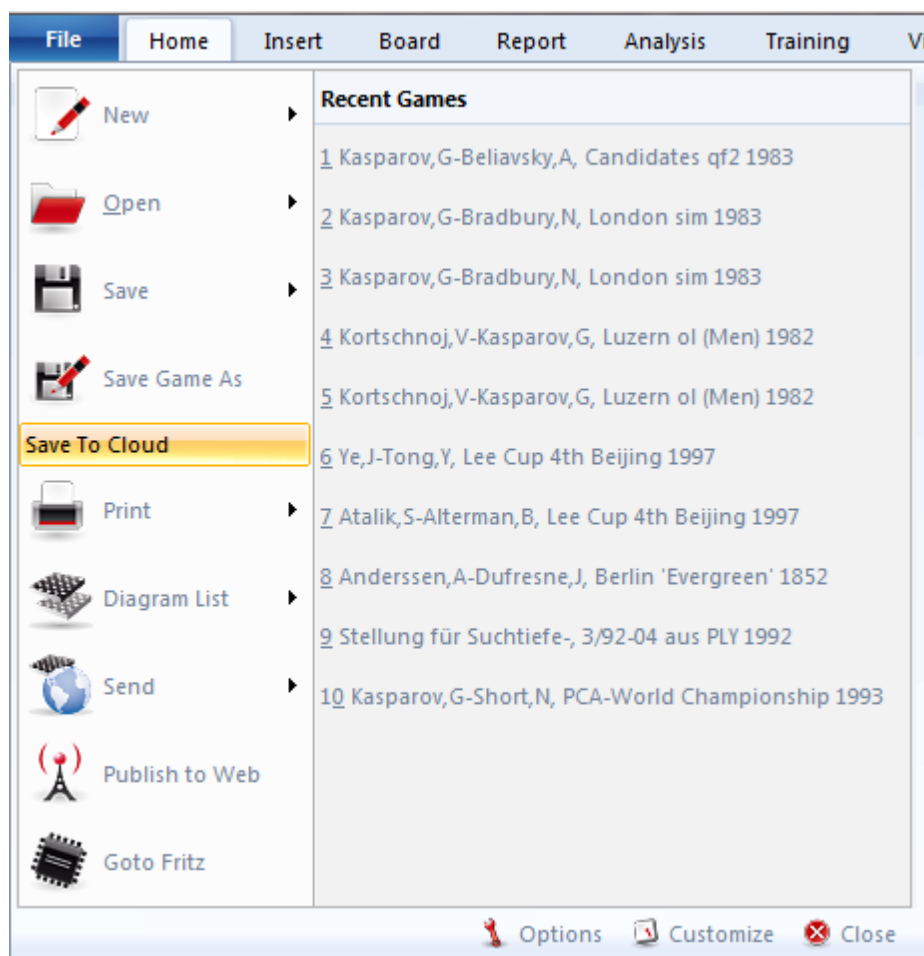 File Home Insert Board Report Analysis Training Vi
New
Open
Save
Save Game As
Save To Cloud
Print
Diagram List
Send
Publish to Web
Goto Fritz
Recent Games
1 Kasparov,G-Beliavsky,A, Candidates qf2 1983
2 Kasparov,G-Bradbury,N, London sim 1983
3 Kasparov,G-Bradbury,N, London sim 1983
4 Kortschnoj,V-Kasparov,G, Luzern ol (Men) 1982
5 Kortschnoj,V-Kasparov,G, Luzern ol (Men) 1982
6 Ye,J-Tong,Y, Lee Cup 4th Beijing 1997
7 Atalik,S-Alterman,B, Lee Cup 4th Beijing 1997
8 Anderssen,A-Dufresne,J, Berlin 'Evergreen' 1852
9 Stellung für Suchtiefe-, 3/92-04 aus PLY 1992
10 Kasparov,G-Short,N, PCA-World Championship 1993
Options Customize Close